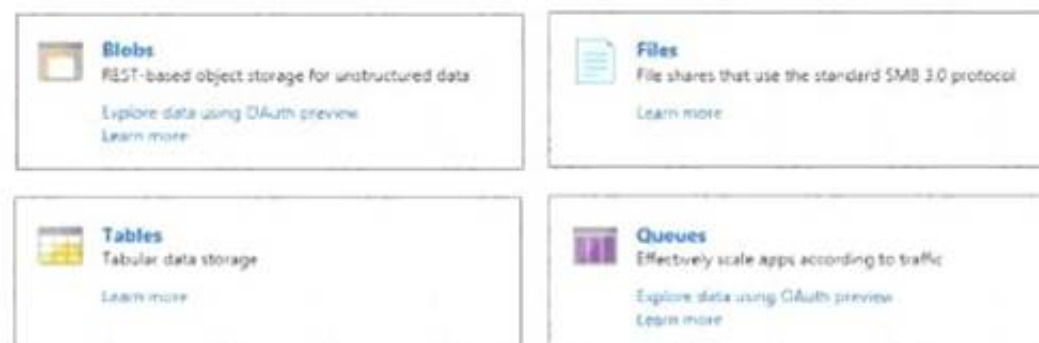 Blobs
REST-based object storage for unstructured data
Explore data using OAuth preview
Learn more
Files
File shares that use the standard SMB 3.0 protocol
Learn more
Tables
Tabular data storage
Learn more
Queues
Effectively scale apps according to traffic
Explore data using OAuth preview
Learn more